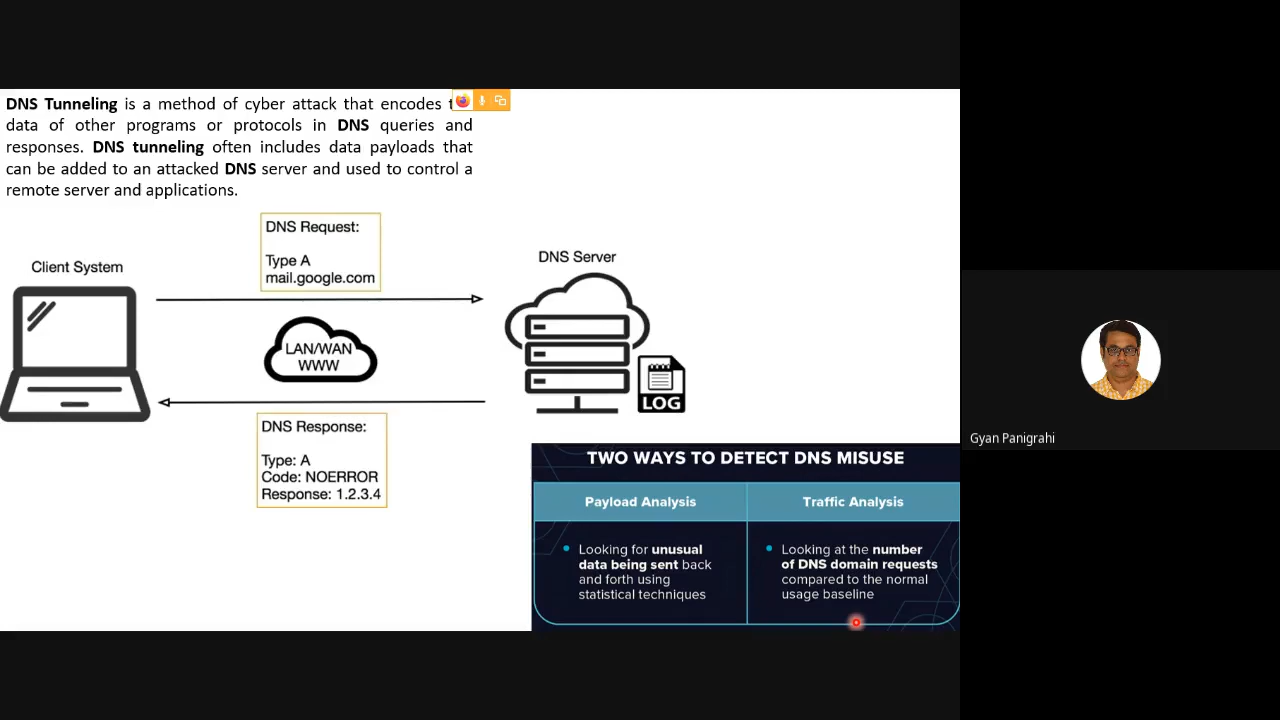 DNS Tunneling is a method of cyber attack that encodes
data of other programs or protocols in DNS queries and
responses. DNS tunneling often includes data payloads that
can be added to an attacked DNS server and used to control a
remote server and applications.
DNS Request:
Type A
mail.google.com
Client System
DNS Server
LAN/WAN
WWW
LOG
DNS Response:
Type: A
Code: NOERROR
Response: 1.2.3.4
TWO WAYS TO DETECT DNS MISUSE
Payload Analysis
Looking for unusual
data being sent back
and forth using
statistical techniques
Traffic Analysis
Looking at the number
of DNS domain requests
compared to the normal
usage baseline
Gyan Panigrahi